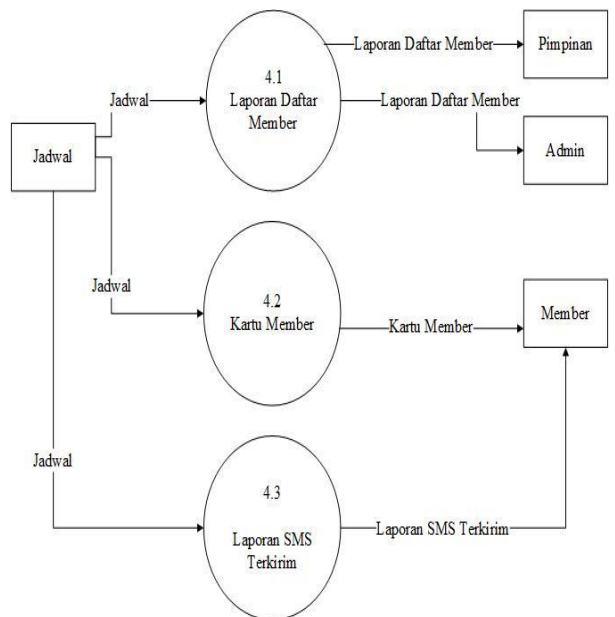 Laporan Daftar Member
Pimpinan
4.1
Laporan Daftar
Member
Jadwal
Laporan Daftar Member
Jadwal
Admin
Jadwal
4.2
Kartu Member
Kartu Member
Member
Jadwal
4.3
Laporan SMS
Terkirim
Laporan SMS Terkirim